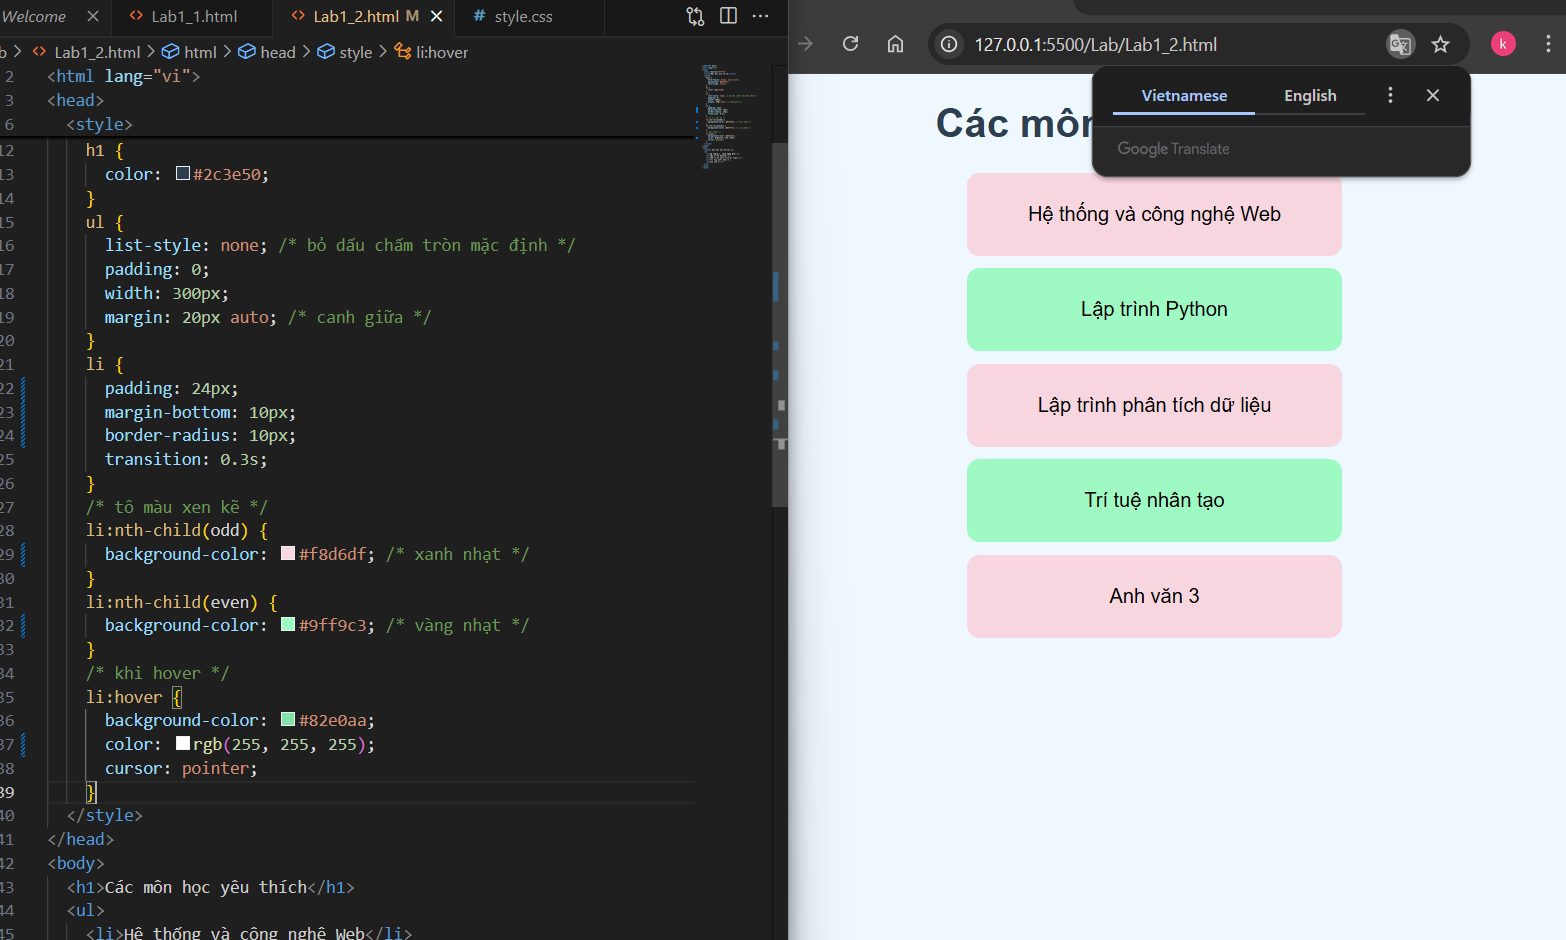 Welcome
Lab1_1.html
Lab1_2.html M
# style.css
b > Lab1_2.html > html > head > style > li:hover
2 <html lang="vi">
3 <head>
6 <style>
12 h1 {
13 color: #2c3e50;
14 }
15 ul {
16 list-style: none; /* bỏ dấu chấm tròn mặc định */
17 padding: 0;
18 width: 300px;
19 margin: 20px auto; /* canh giữa */
20 }
21 li {
22 padding: 24px;
23 margin-bottom: 10px;
24 border-radius: 10px;
25 transition: 0.3s;
26 }
27 /* tô màu xen kẽ */
28 li:nth-child(odd) {
29 background-color: #f8d6df; /* xanh nhạt */
30 }
31 li:nth-child(even) {
32 background-color: #9ff9c3; /* vàng nhạt */
33 }
34 /* khi hover */
35 li:hover {
36 background-color: #82e0aa;
37 color: rgb(255, 255, 255);
38 cursor: pointer;
39 }
40 </style>
41 </head>
42 <body>
43 <h1>Các môn học yêu thích</h1>
44 <ul>
45 <li>Hệ thống và công nghệ Web</li>
127.0.0.1:5500/Lab/Lab1_2.html
k
Vietnamese
English
Google Translate
Các môn
Hệ thống và công nghệ Web
Lập trình Python
Lập trình phân tích dữ liệu
Trí tuệ nhân tạo
Anh văn 3